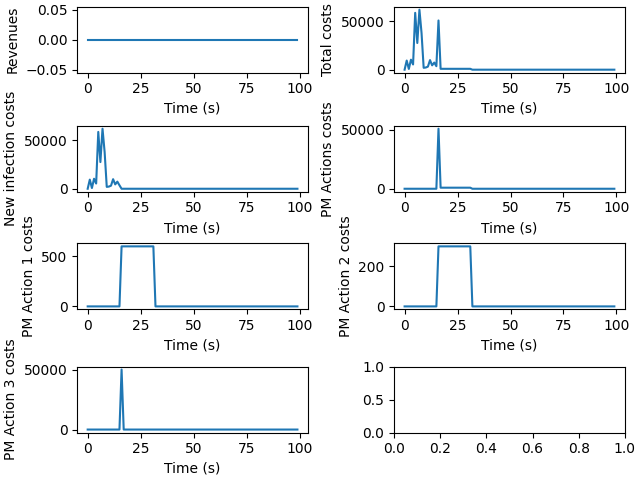 Revenues
0.05
0.00
−0.05
0 25 50 75 100
Time (s)
Total costs
50000
0
0 25 50 75 100
Time (s)
New infection costs
50000
0
0 25 50 75 100
Time (s)
PM Actions costs
50000
0
0 25 50 75 100
Time (s)
PM Action 1 costs
500
0
0 25 50 75 100
Time (s)
PM Action 2 costs
200
0
0 25 50 75 100
Time (s)
PM Action 3 costs
50000
0
0 25 50 75 100
Time (s)
1.0
0.5
0.0
0.0 0.2 0.4 0.6 0.8 1.0